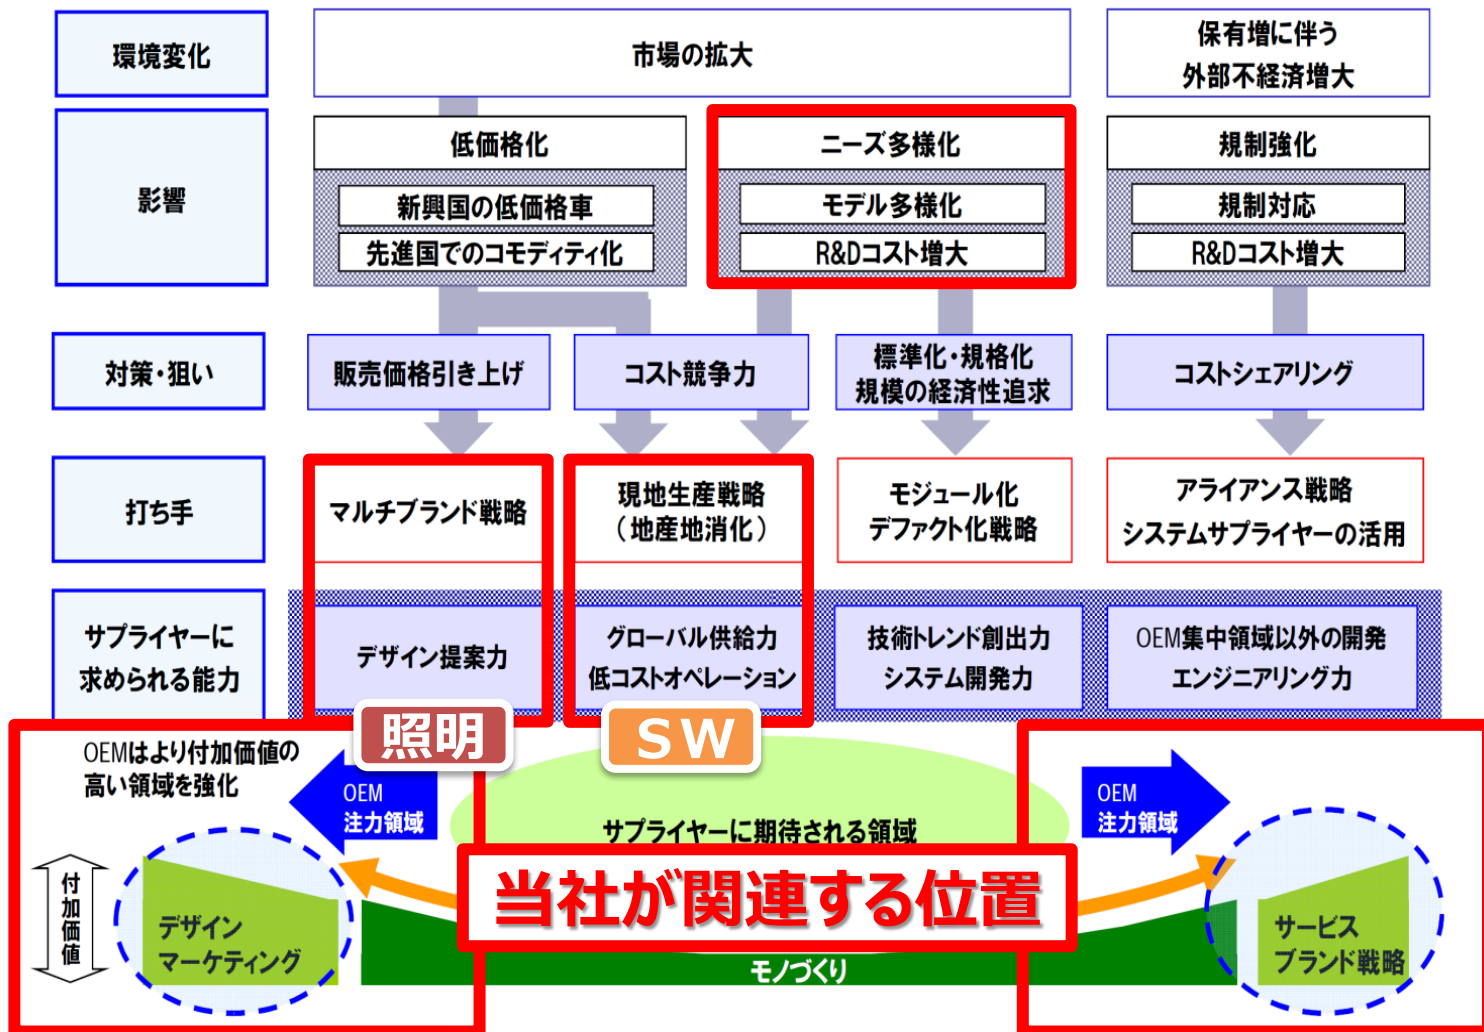 環境変化
市場の拡大
保有増に伴う
外部不経済増大
影響
低価格化
新興国の低価格車
先進国でのコモディティ化
ニーズ多様化
モデル多様化
R&Dコスト増大
規制強化
規制対応
R&Dコスト増大
対策・狙い
販売価格引き上げ
コスト競争力
標準化・規格化
規模の経済性追求
コストシェアリング
打ち手
マルチブランド戦略
現地生産戦略
（地産地消化）
モジュール化
デファクト化戦略
アライアンス戦略
システムサプライヤーの活用
サプライヤーに
求められる能力
デザイン提案力
グローバル供給力
低コストオペレーション
技術トレンド創出力
システム開発力
OEM集中領域以外の開発
エンジニアリング力
照明
SW
OEMはより付加価値の
高い領域を強化
OEM
注力領域
サプライヤーに期待される領域
OEM
注力領域
当社が関連する位置
付加価値
デザイン
マーケティング
モノづくり
サービス
ブランド戦略